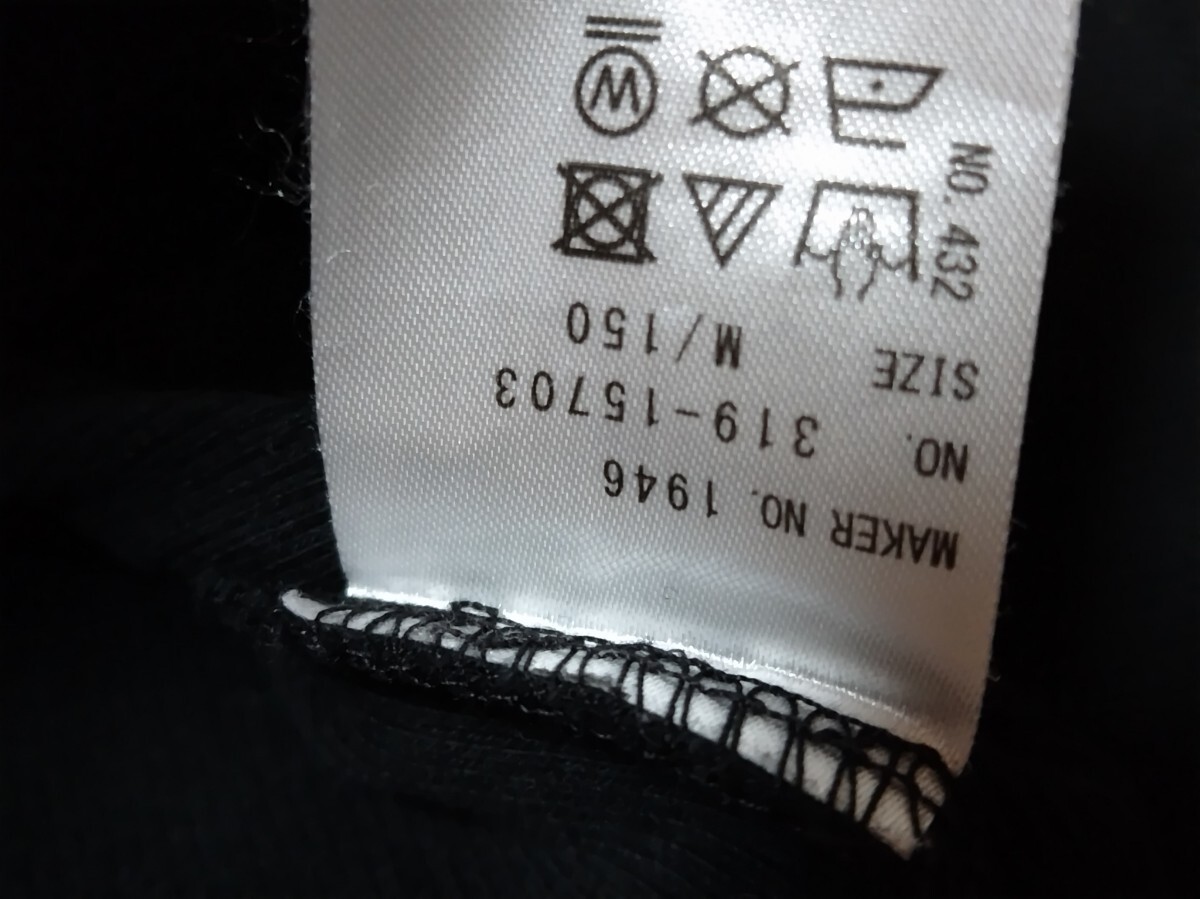 MAKER NO. 1946
NO. 319-15703
SIZE M/150
NO. 432
W